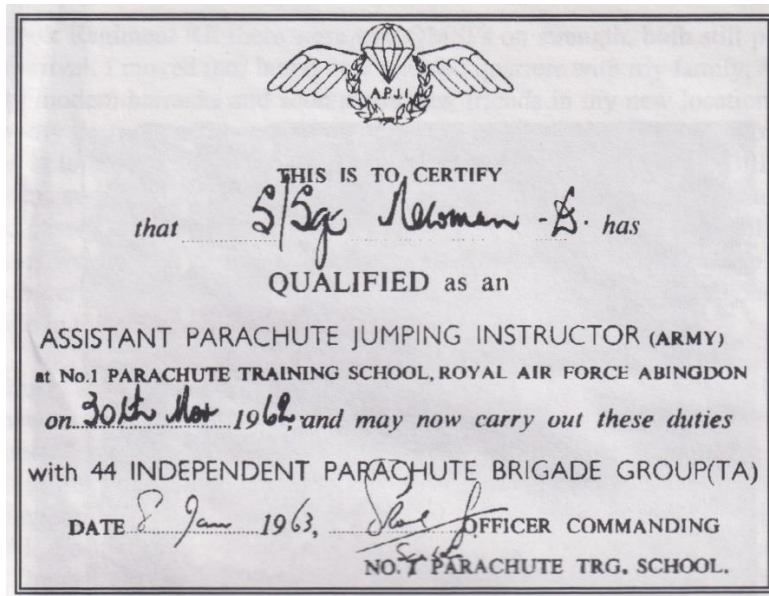 A.P.J.I.
THIS IS TO CERTIFY
that S/Sgt Newman - D. has
QUALIFIED as an
ASSISTANT PARACHUTE JUMPING INSTRUCTOR (ARMY)
at No.1 PARACHUTE TRAINING SCHOOL, ROYAL AIR FORCE ABINGDON
on 30th Nov 1962, and may now carry out these duties
with 44 INDEPENDENT PARACHUTE BRIGADE GROUP(TA)
DATE 8 Jan 1963, OFFICER COMMANDING
NO.1 PARACHUTE TRG. SCHOOL.